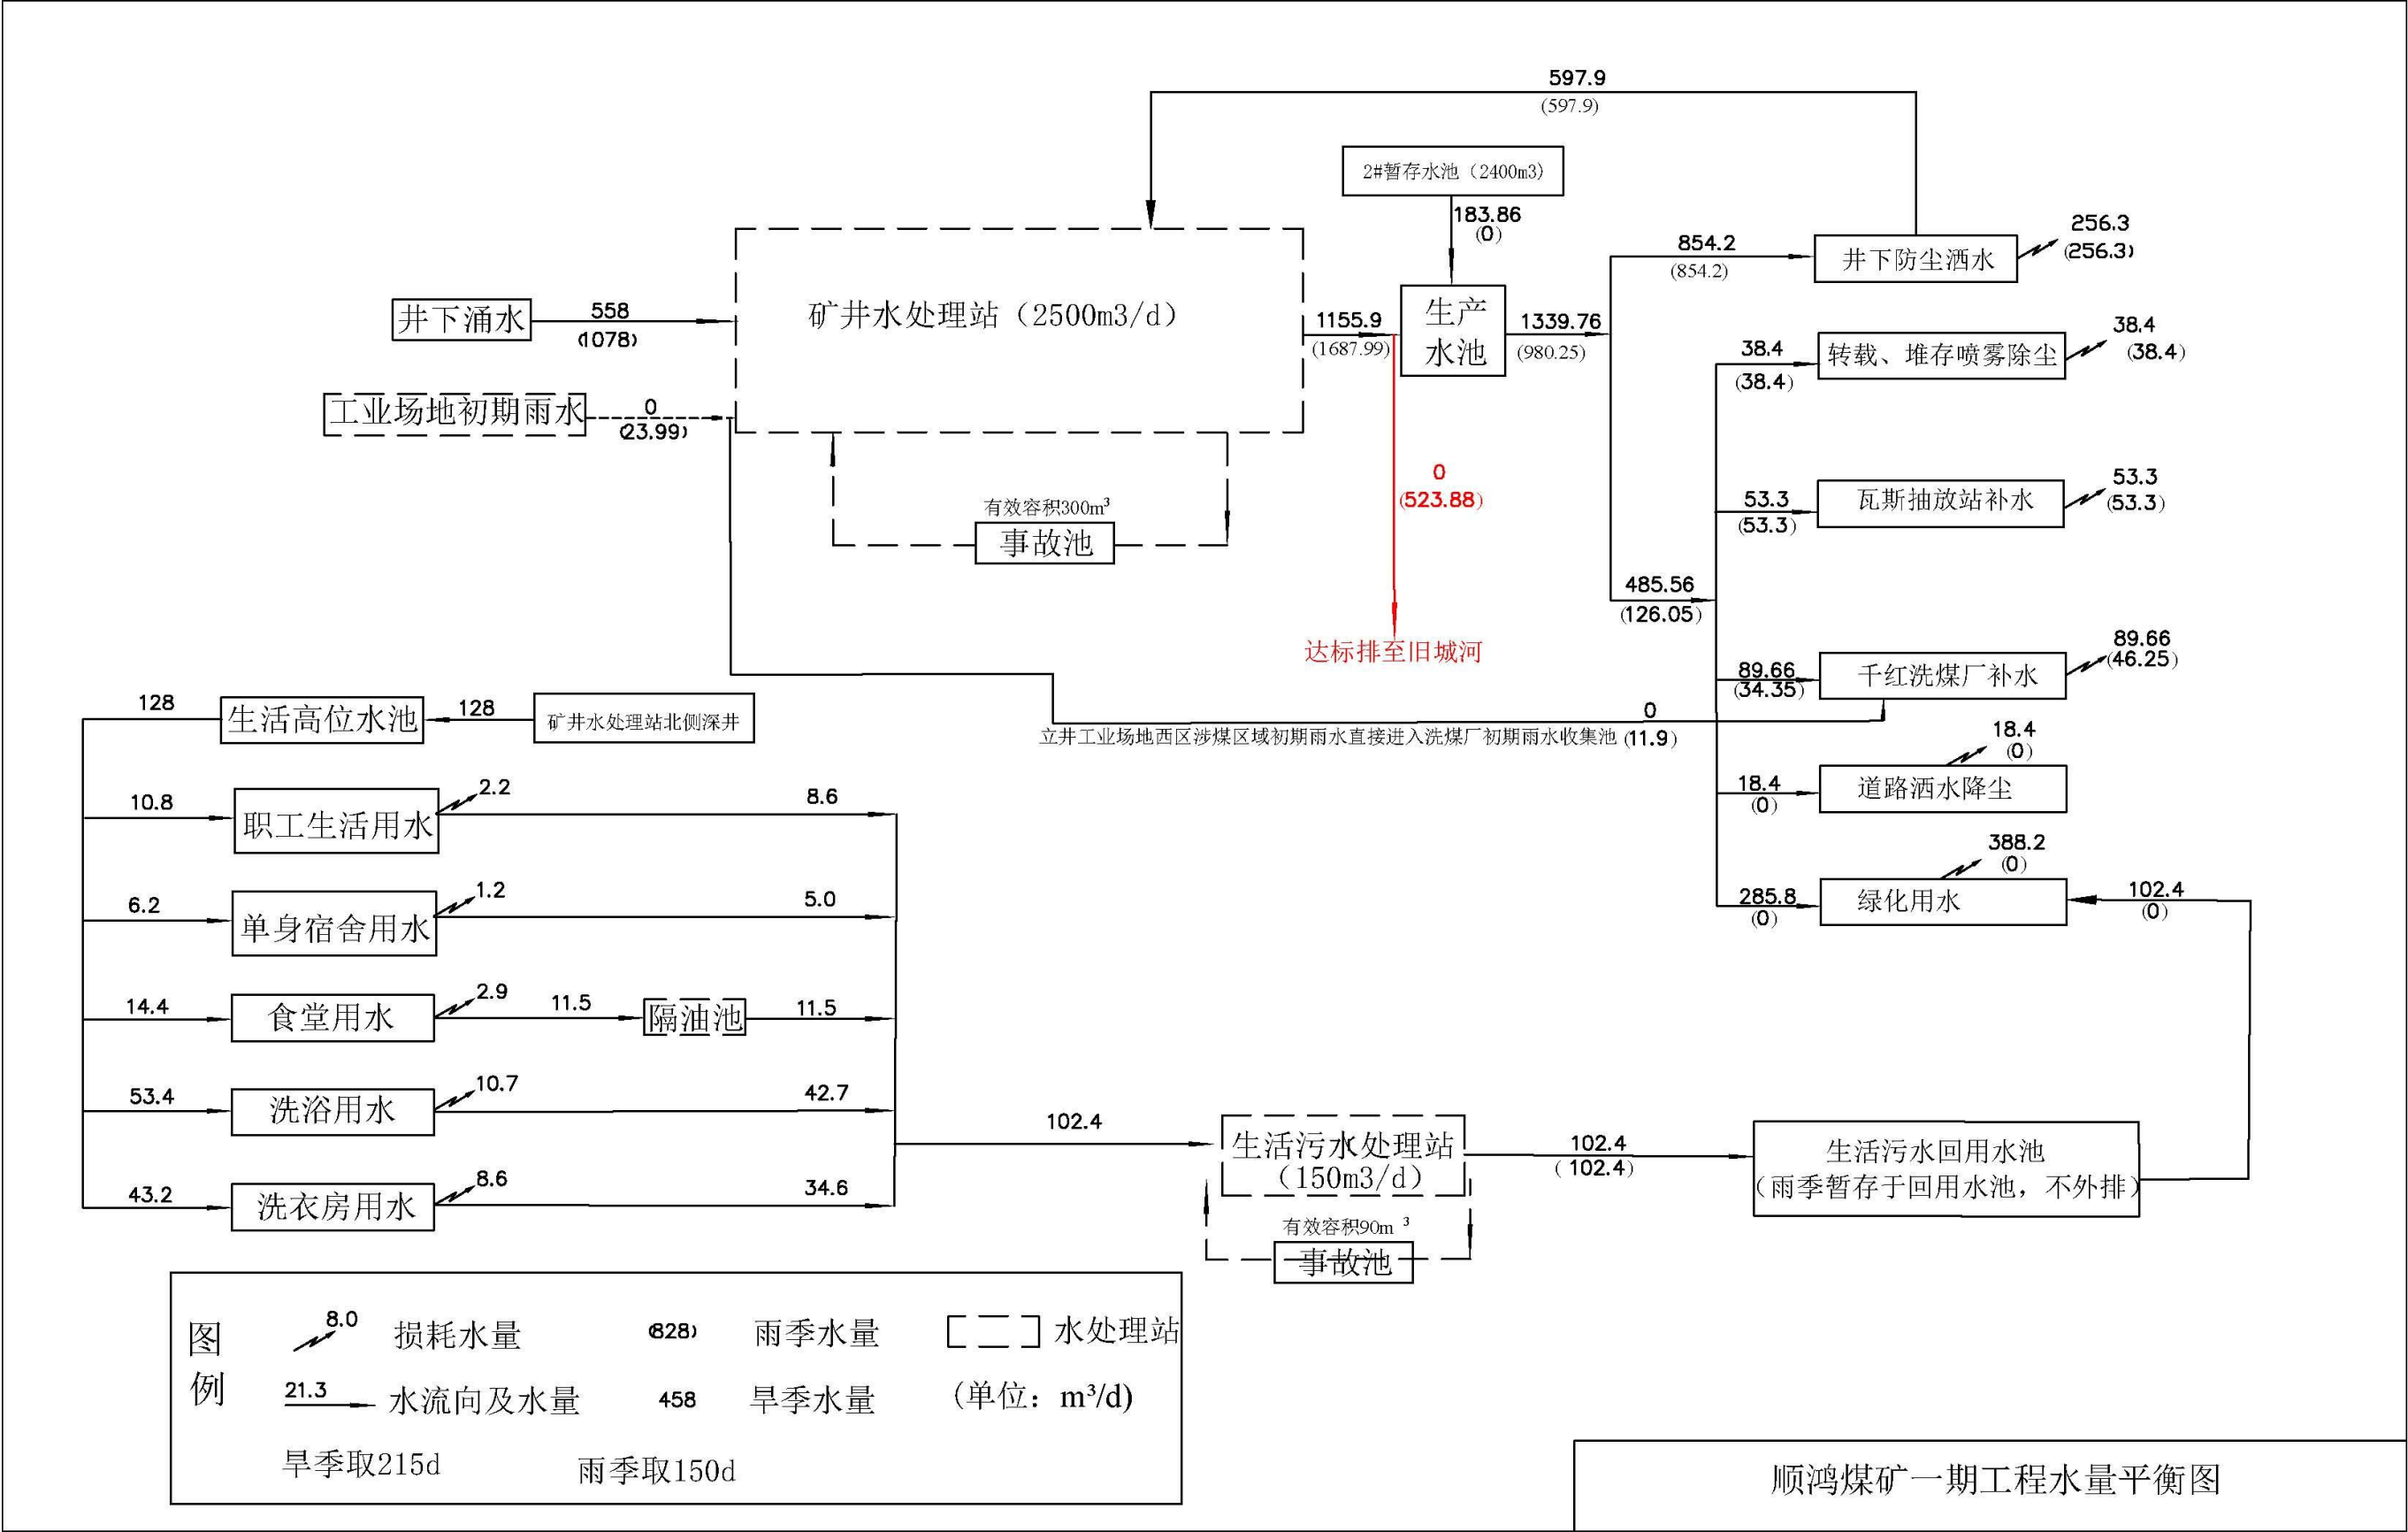 597.9
(597.9)
2#暂存水池（2400m3）
183.86
(0)
256.3
(256.3)
854.2
(854.2)
井下防尘洒水
矿井水处理站（2500m3/d）
生产
水池
井下涌水
558
(1078)
1155.9
(1687.99)
1339.76
(980.25)
38.4
(38.4)
转载、堆存喷雾除尘
38.4
(38.4)
工业场地初期雨水
0
(23.99)
0
(523.88)
有效容积300m³
事故池
53.3
(53.3)
瓦斯抽放站补水
53.3
(53.3)
485.56
(126.05)
达标排至旧城河
89.66
(34.35)
千红洗煤厂补水
89.66
(46.25)
128
生活高位水池
128
矿井水处理站北侧深井
0
立井工业场地西区涉煤区域初期雨水直接进入洗煤厂初期雨水收集池 (11.9)
18.4
(0)
18.4
(0)
道路洒水降尘
10.8
职工生活用水
2.2
8.6
388.2
(0)
285.8
(0)
绿化用水
102.4
(0)
6.2
单身宿舍用水
1.2
5.0
14.4
食堂用水
2.9
11.5
隔油池
11.5
53.4
洗浴用水
10.7
42.7
102.4
生活污水处理站
（150m3/d）
102.4
(102.4)
生活污水回用水池
（雨季暂存于回用水池，不外排）
43.2
洗衣房用水
8.6
34.6
有效容积90m ³
事故池
图
例
8.0
损耗水量
(828)
雨季水量
水处理站
21.3
水流向及水量
458
旱季水量
(单位：m³/d)
旱季取215d
雨季取150d
顺鸿煤矿一期工程水量平衡图